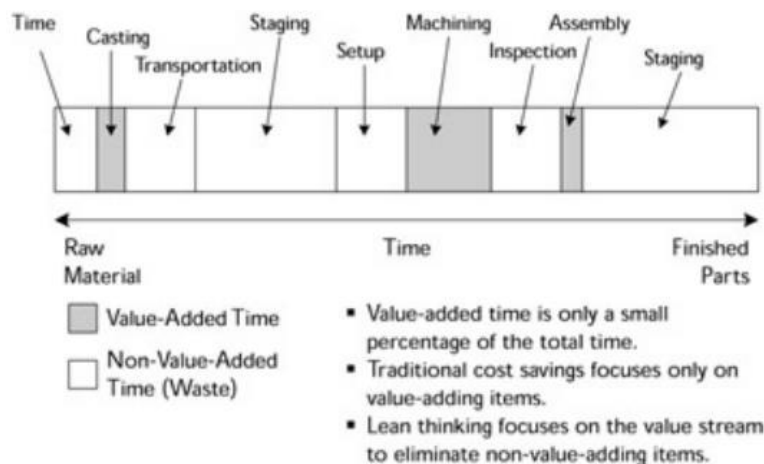 Time
Casting
Transportation
Staging
Setup
Machining
Inspection
Assembly
Staging
Raw Material
Time
Finished Parts
Value-Added Time
Non-Value-Added
Time (Waste)
▪ Value-added time is only a small
percentage of the total time.
▪ Traditional cost savings focuses only on
value-adding items.
▪ Lean thinking focuses on the value stream
to eliminate non-value-adding items.